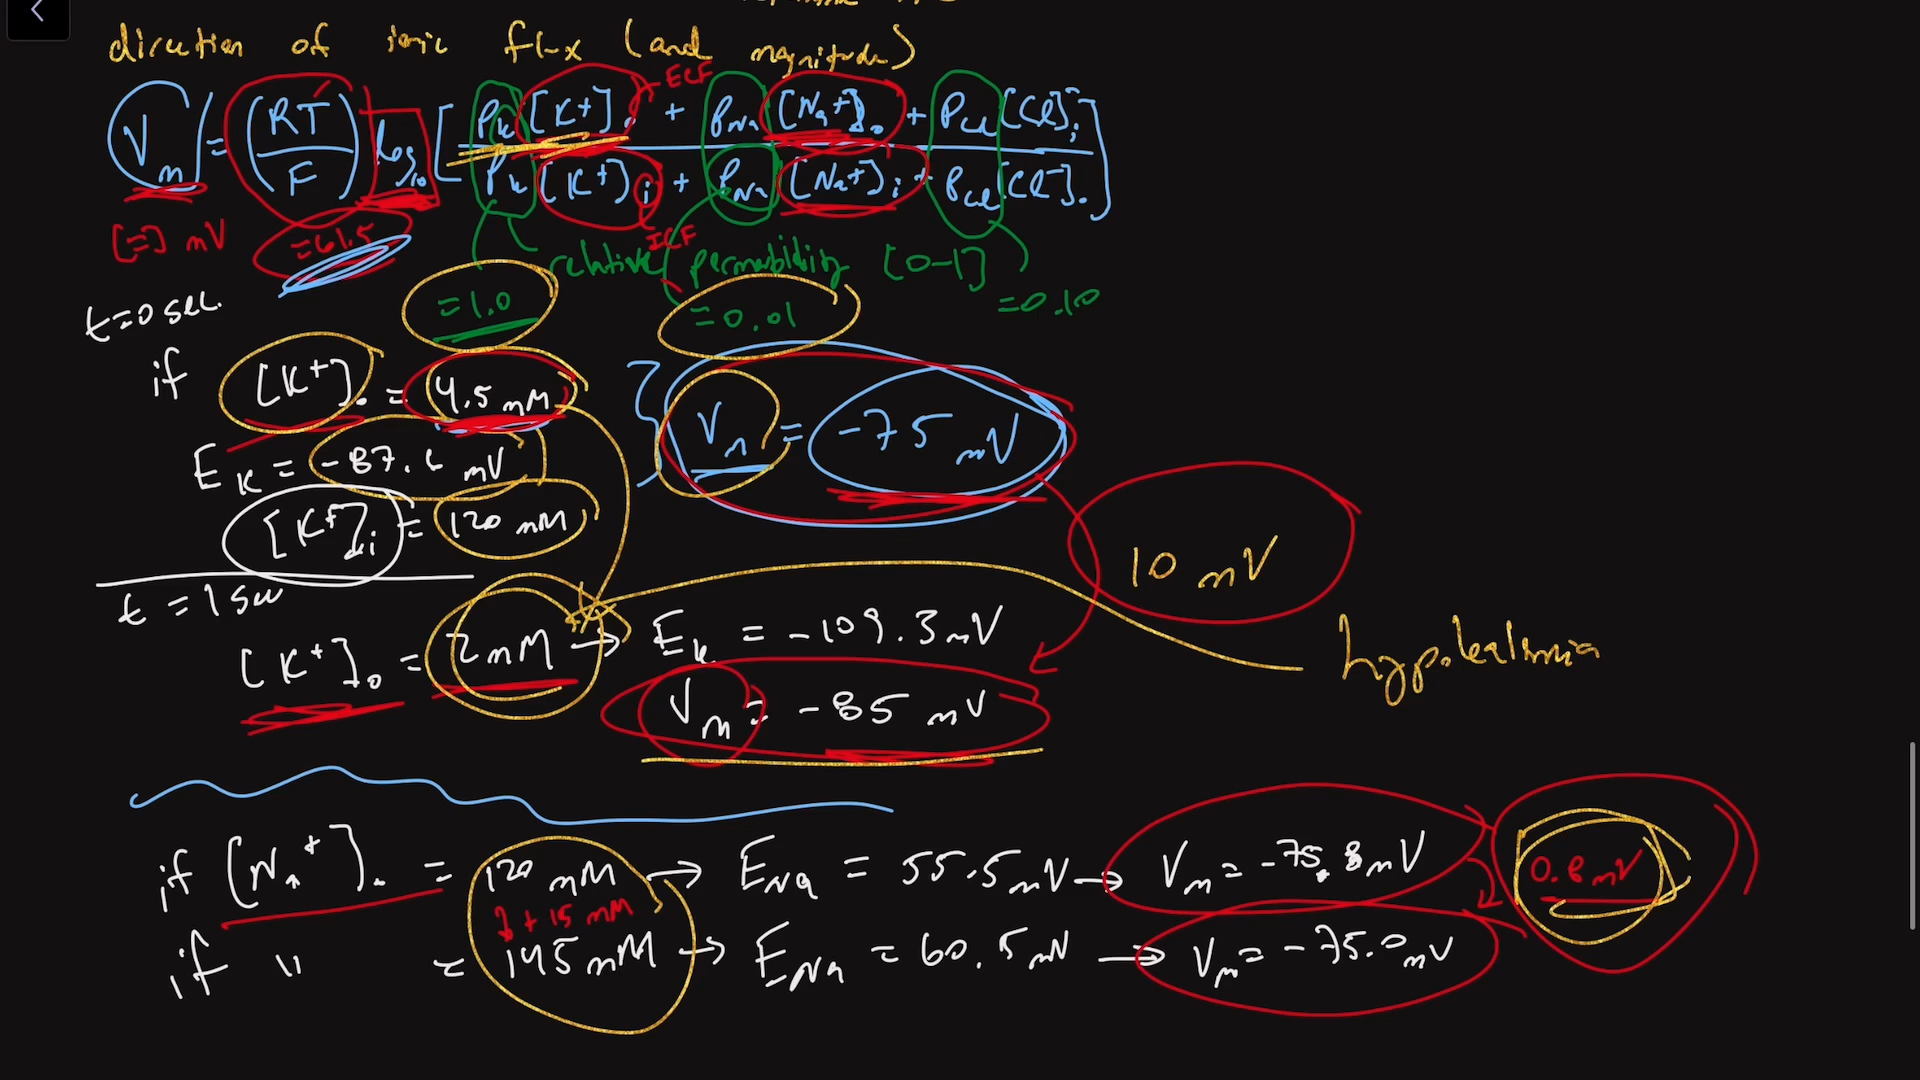 direction of ionic flux (and magnitude)
Vm = (RT/F) log10 [ PK[K+]o + PNa[Na+]o + PCl[Cl-]i / PK[K+]i + PNa[Na+]i + PCl[Cl-]o ]
ECF
[=] mV
=61.5
ICF
relative permeability [0-1]
t=0 sec.
=1.0
=0.01
=0.10
if [K+]o = 4.5 mM
Vm = -75 mV
EK = -87.6 mV
[K+]i = 120 mM
10 mV
t = 1 sec
[K+]o = 2 mM → EK = -109.3 mV
hypokalemia
Vm = -85 mV
if [Na+]o = 120 mM → ENa = 55.5 mV → Vm = -75.8 mV
0.8 mV
+ 15 mM
if " = 145 mM → ENa = 60.5 mV → Vm = -75.0 mV